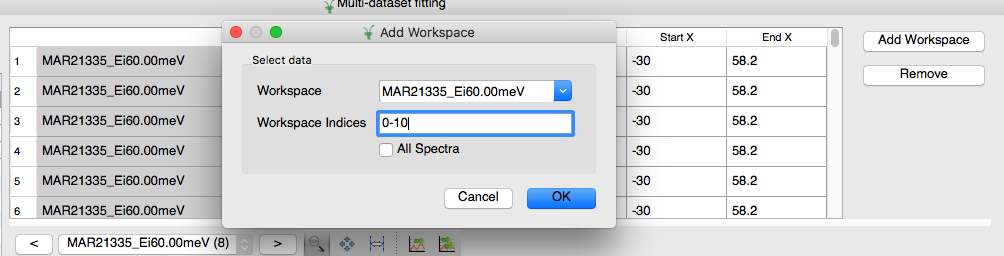 Multi-dataset fitting
Add Workspace
Start X End X
Add Workspace
Remove
Select data
Workspace MAR21335_Ei60.00meV
Workspace Indices 0-10
All Spectra
Cancel OK
1 MAR21335_Ei60.00meV -30 58.2
2 MAR21335_Ei60.00meV -30 58.2
3 MAR21335_Ei60.00meV -30 58.2
4 MAR21335_Ei60.00meV -30 58.2
5 MAR21335_Ei60.00meV -30 58.2
6 MAR21335_Ei60.00meV -30 58.2
< MAR21335_Ei60.00meV (8) >